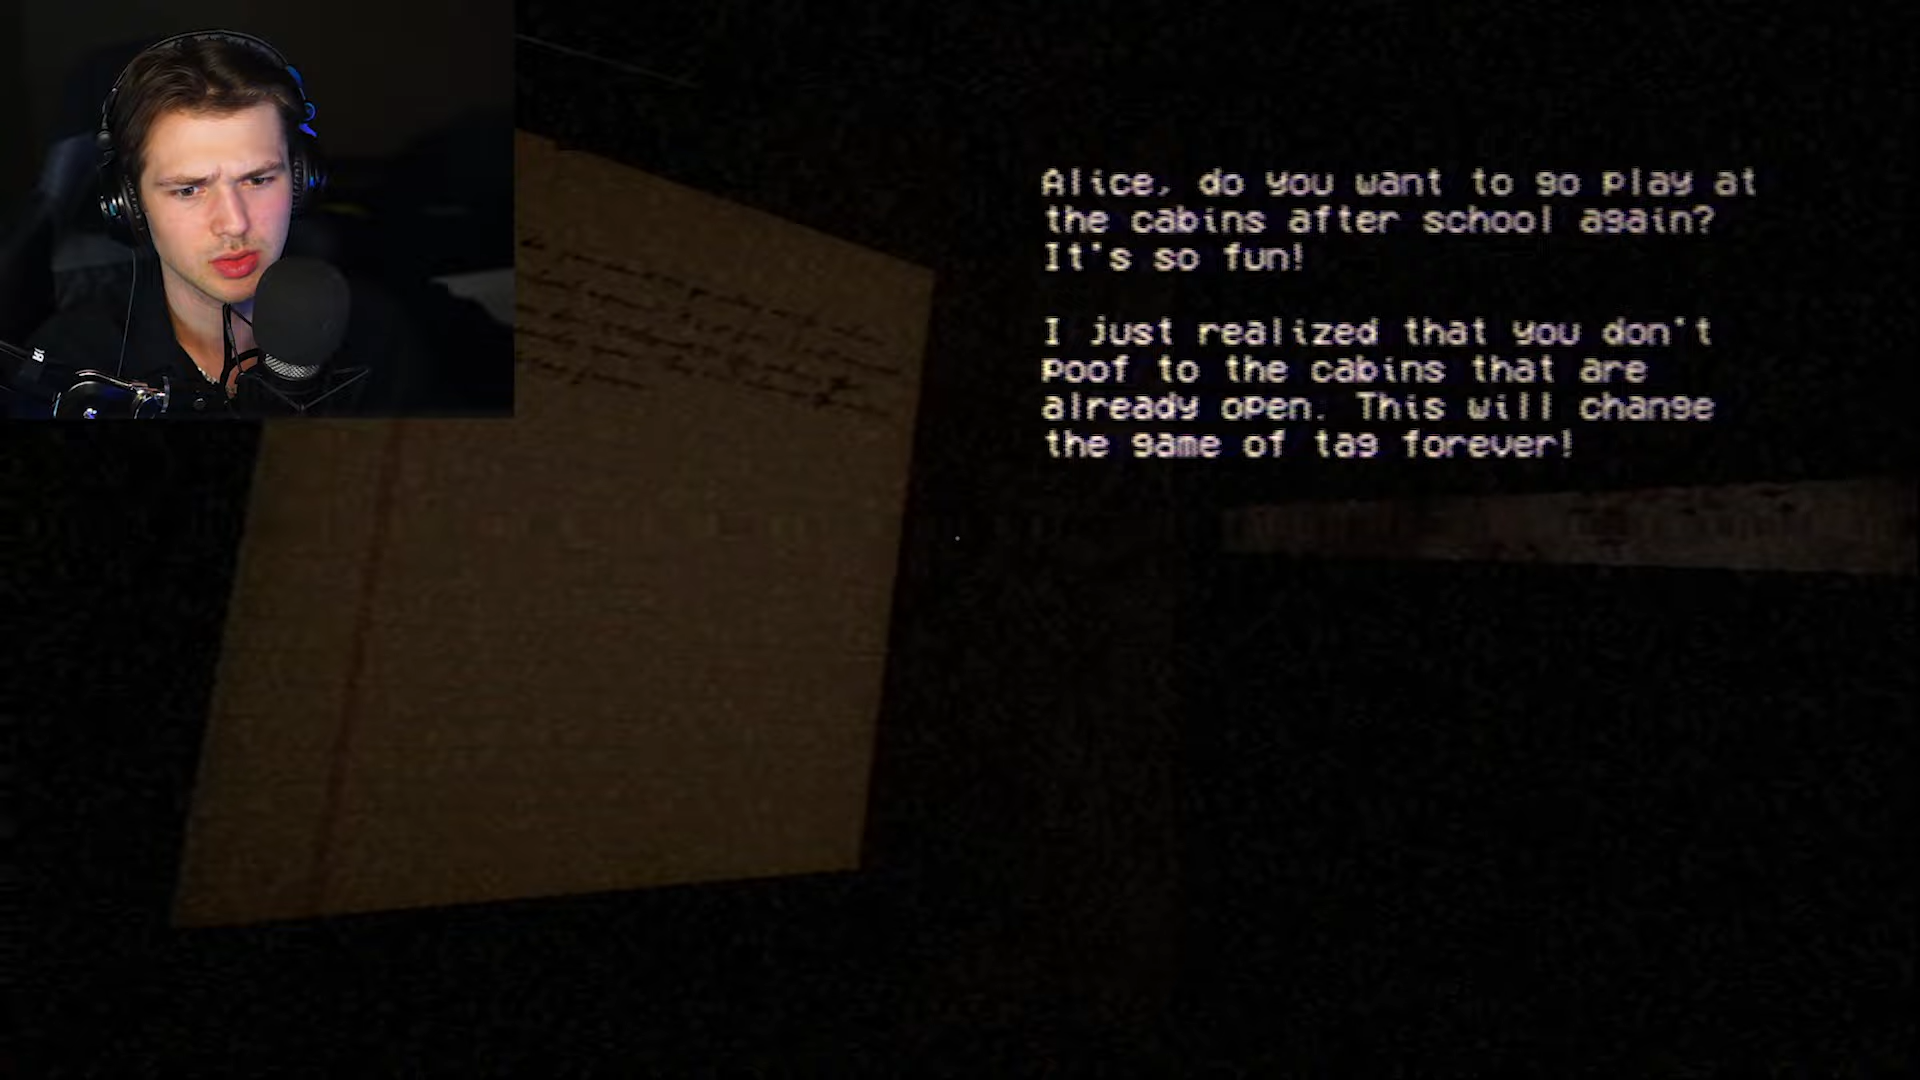 Alice, do you want to go play at
the cabins after school again?
It's so fun!
I just realized that you don't
poof to the cabins that are
already open. This will change
the game of tag forever!